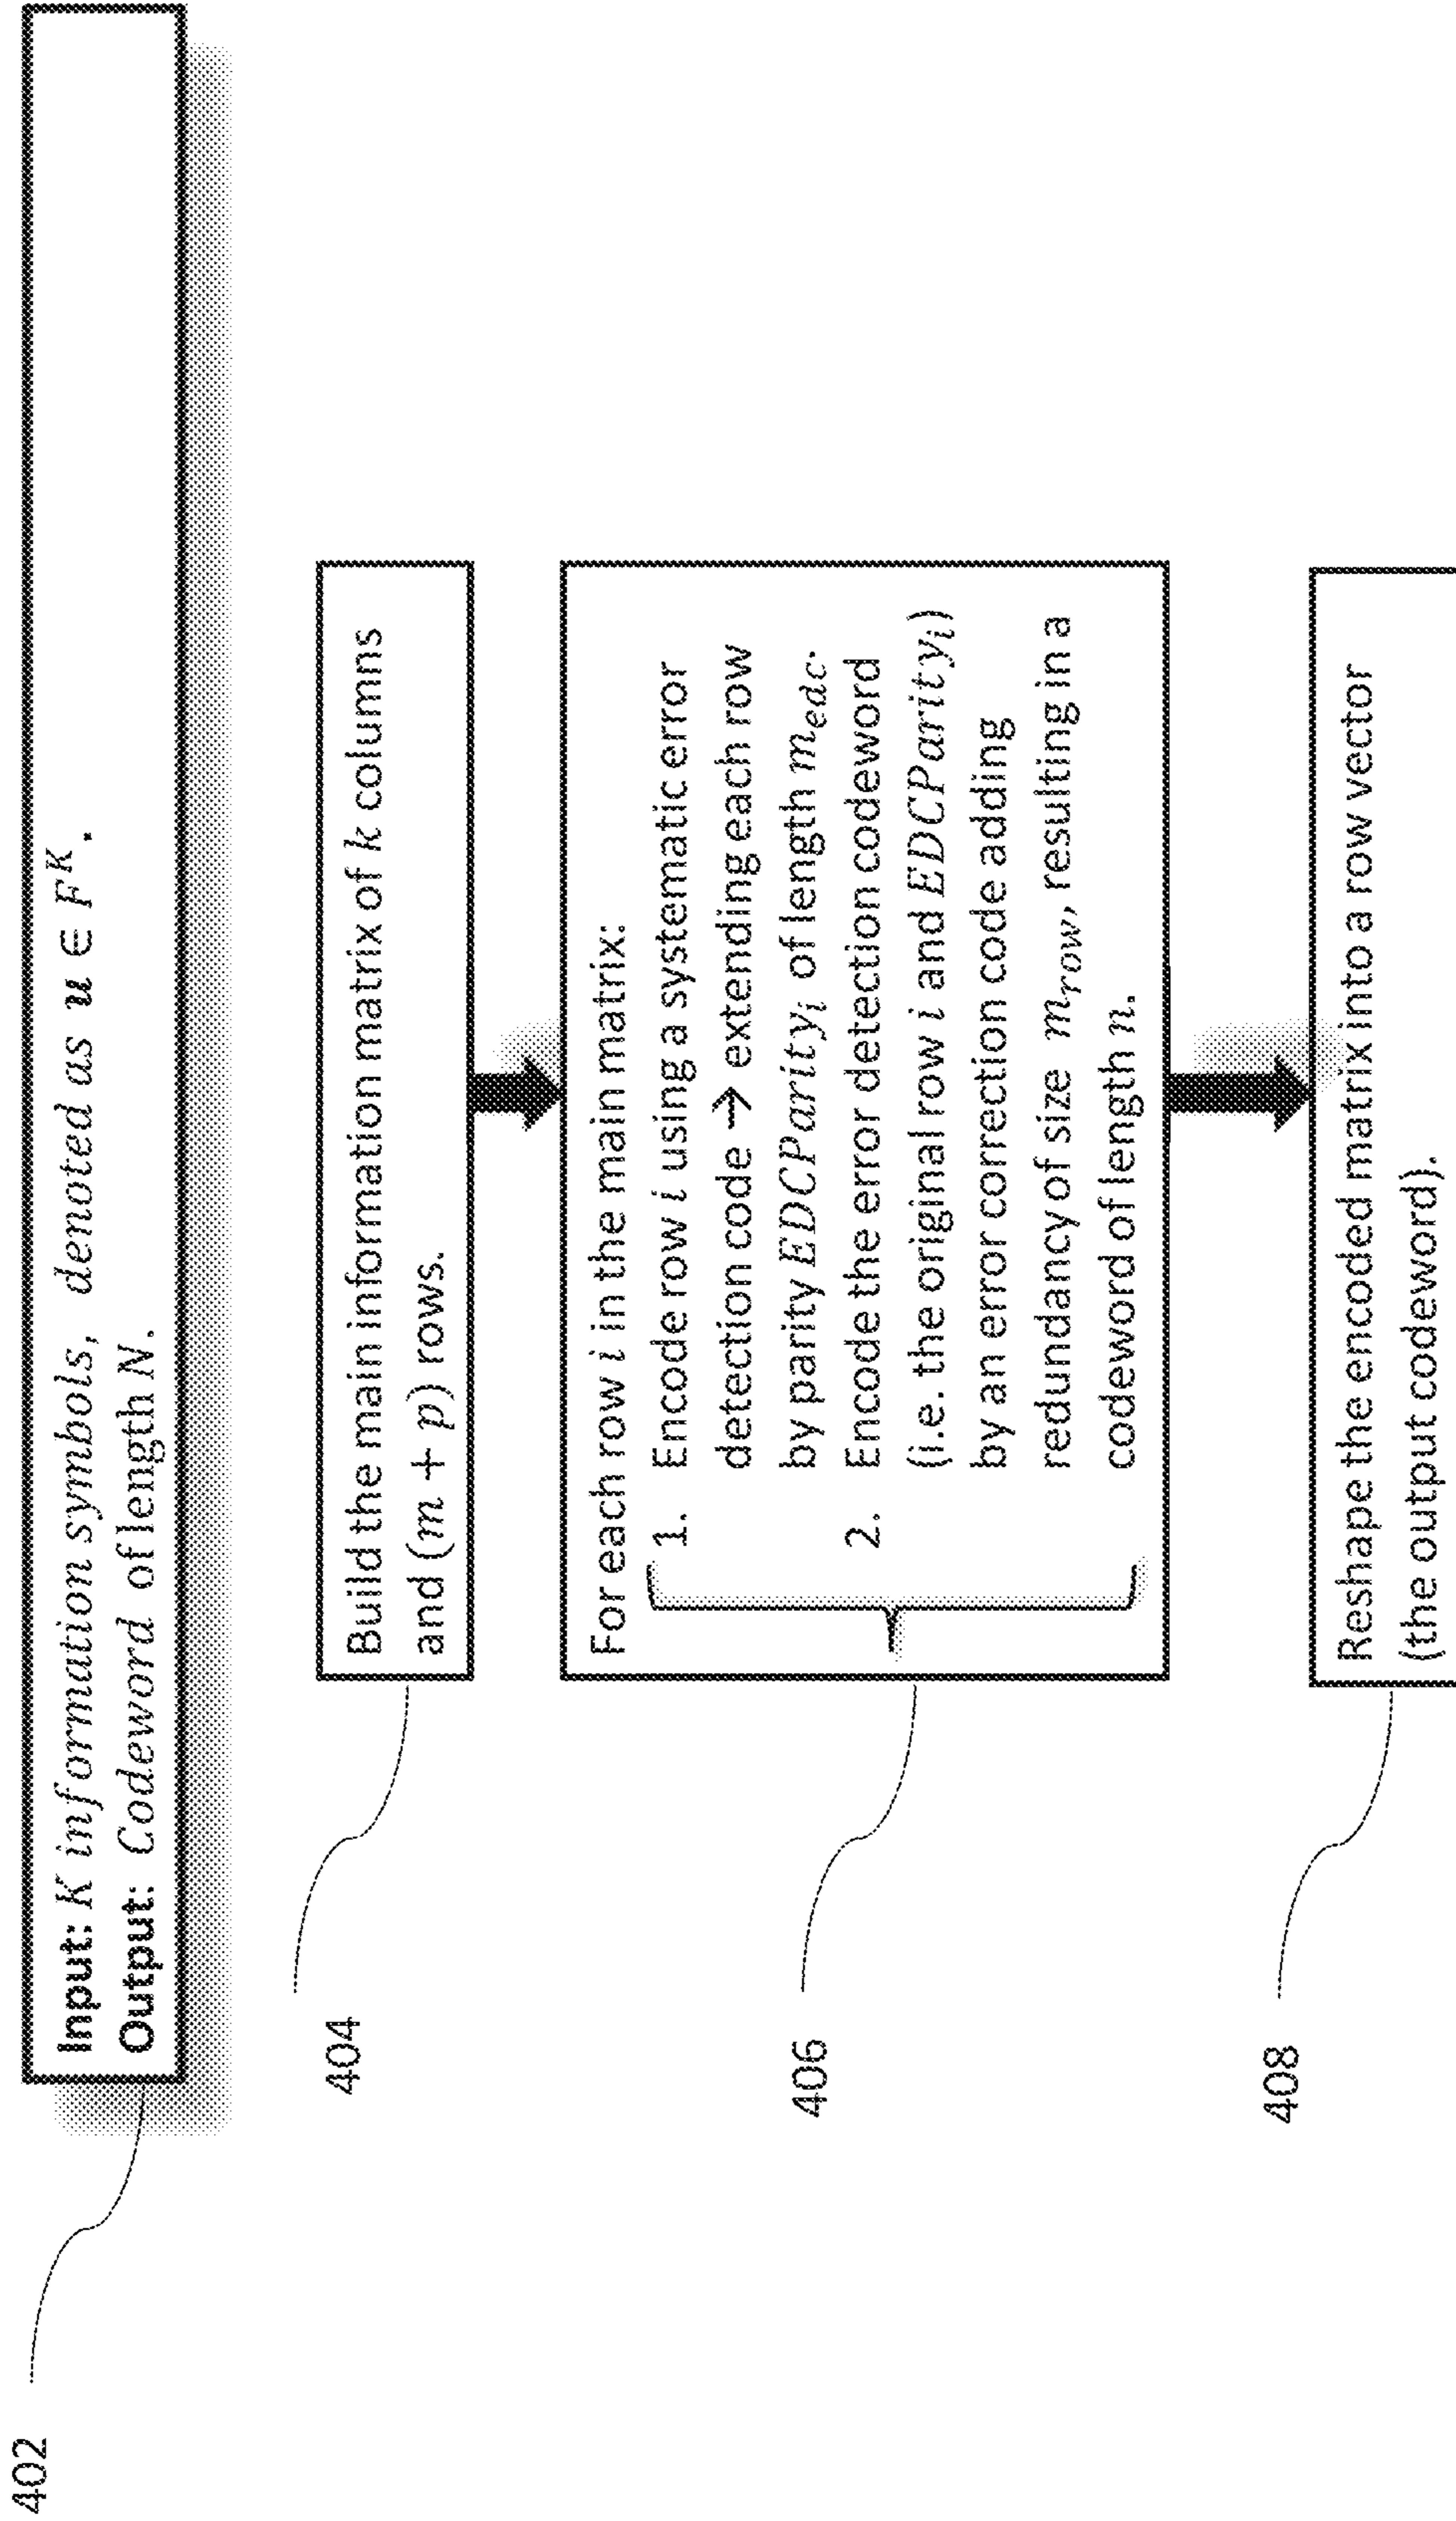 402
Input: K information symbols, denoted as u ∈ F^K.
Output: Codeword of length N.
404
Build the main information matrix of k columns
and (m + p) rows.
406
For each row i in the main matrix:
1. Encode row i using a systematic error
detection code → extending each row
by parity EDCParity_i of length m_edc.
2. Encode the error detection codeword
(i.e. the original row i and EDCParity_i)
by an error correction code adding
redundancy of size m_row, resulting in a
codeword of length n.
408
Reshape the encoded matrix into a row vector
(the output codeword).